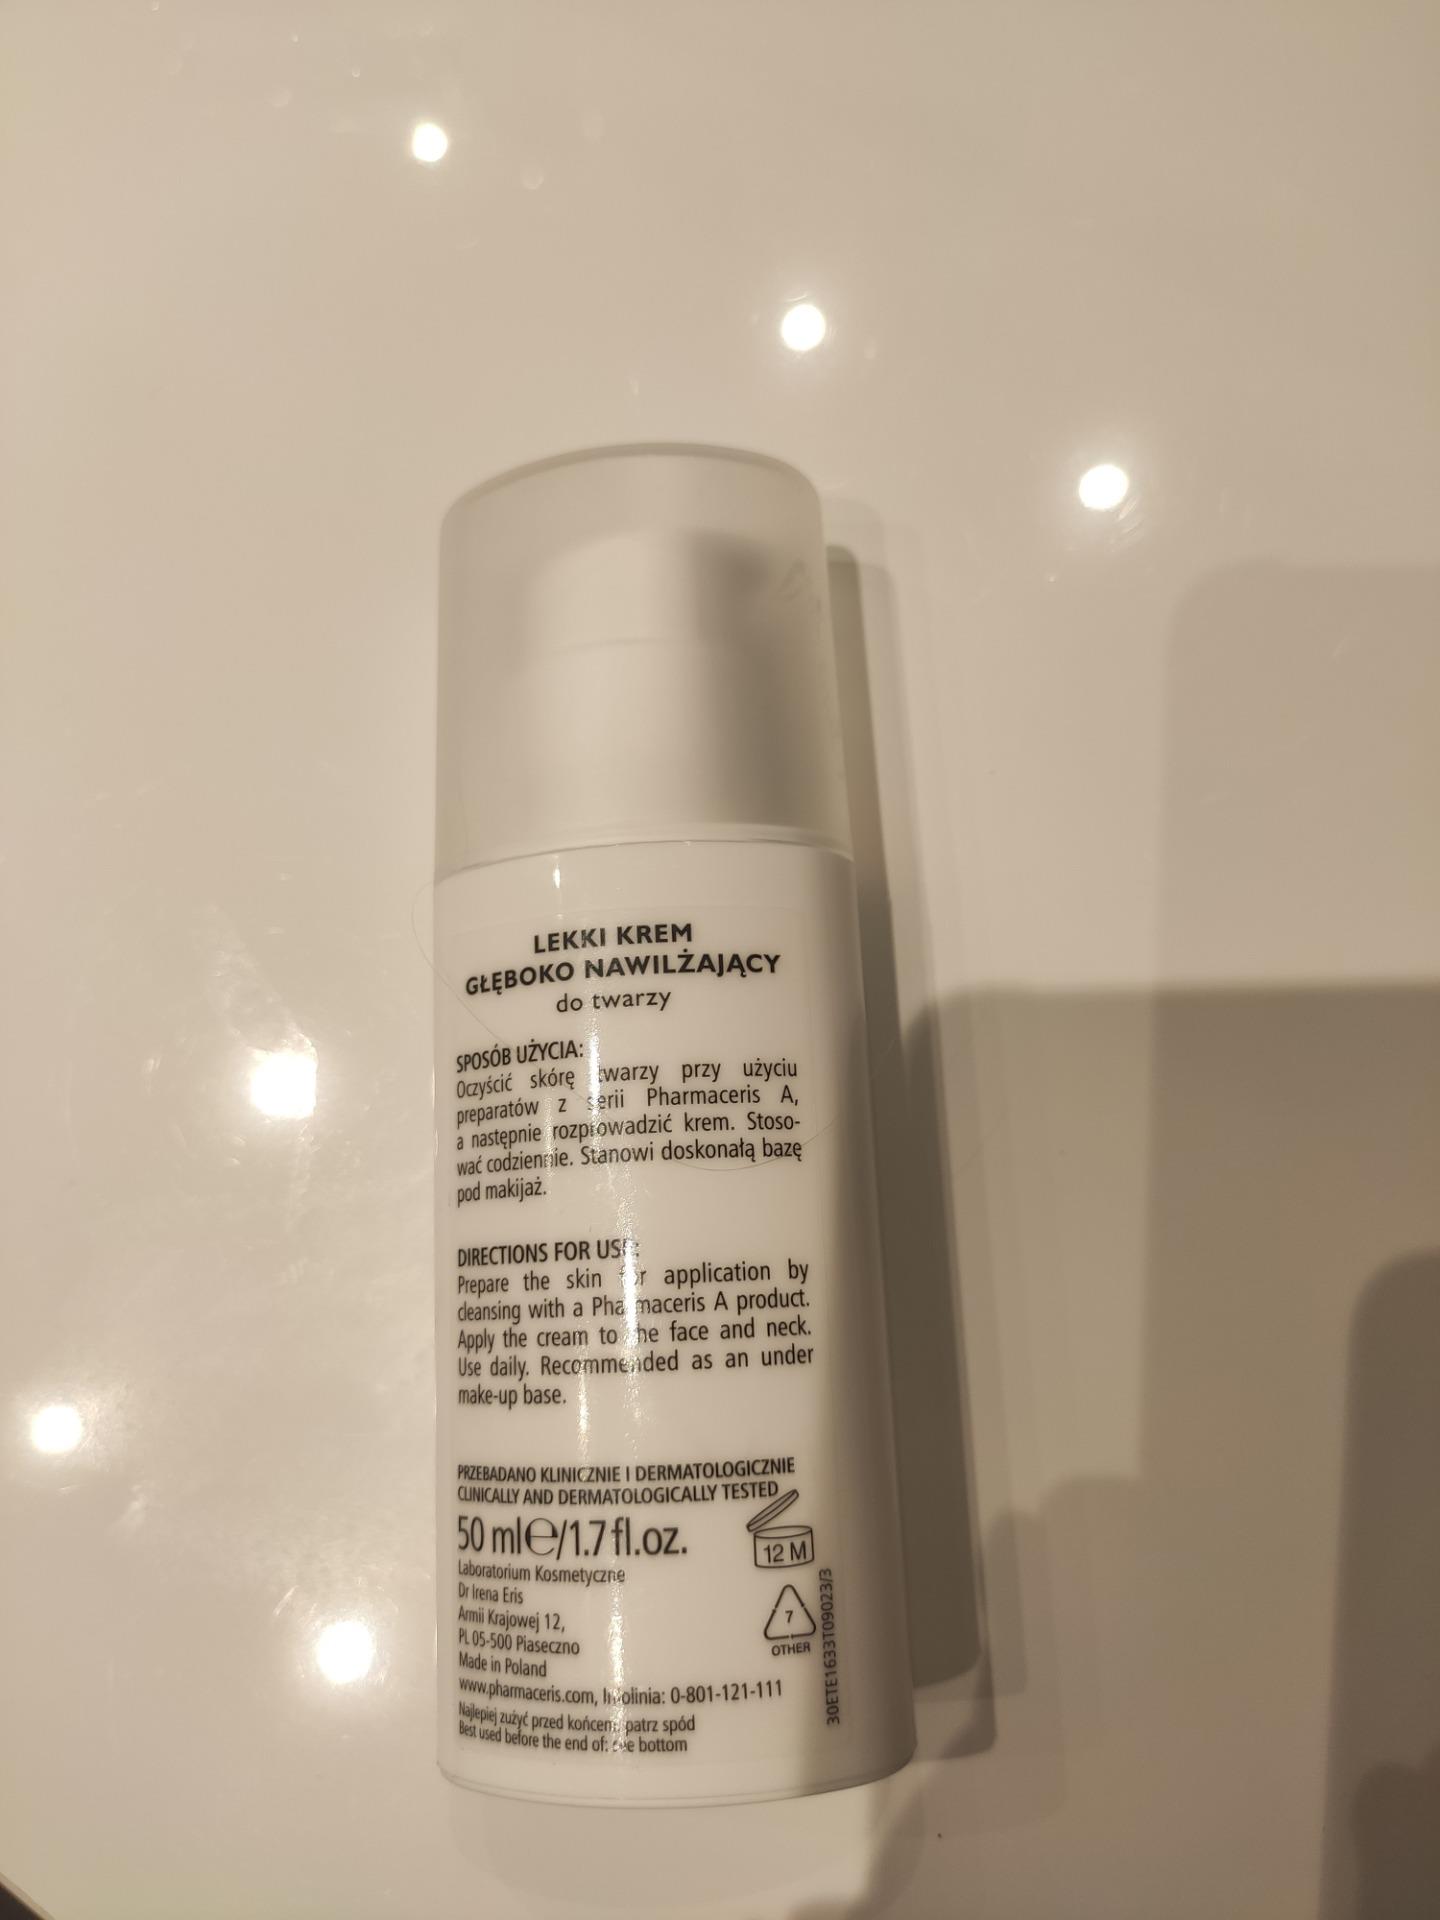 LEKKI KREM
GŁĘBOKO NAWILŻAJĄCY
do twarzy
SPOSÓB UŻYCIA:
Oczyścić skórę twarzy przy użyciu
preparatów z serii Pharmaceris A,
a następnie rozprowadzić krem. Stoso-
wać codziennie. Stanowi doskonałą bazę
pod makijaż.
DIRECTIONS FOR USE:
Prepare the skin for application by
cleansing with a Pharmaceris A product.
Apply the cream to the face and neck.
Use daily. Recommended as an under
make-up base.
PRZEBADANO KLINICZNIE I DERMATOLOGICZNIE
CLINICALLY AND DERMATOLOGICALLY TESTED
50 ml℮/1.7 fl.oz.
12 M
Laboratorium Kosmetyczne
Dr Irena Eris
Armii Krajowej 12,
PL 05-500 Piaseczno
Made in Poland
www.pharmaceris.com, Infolinia: 0-801-121-111
Najlepiej zużyć przed końcem: patrz spód
Best used before the end of: see bottom
7
OTHER
30ETE1633T09023/3